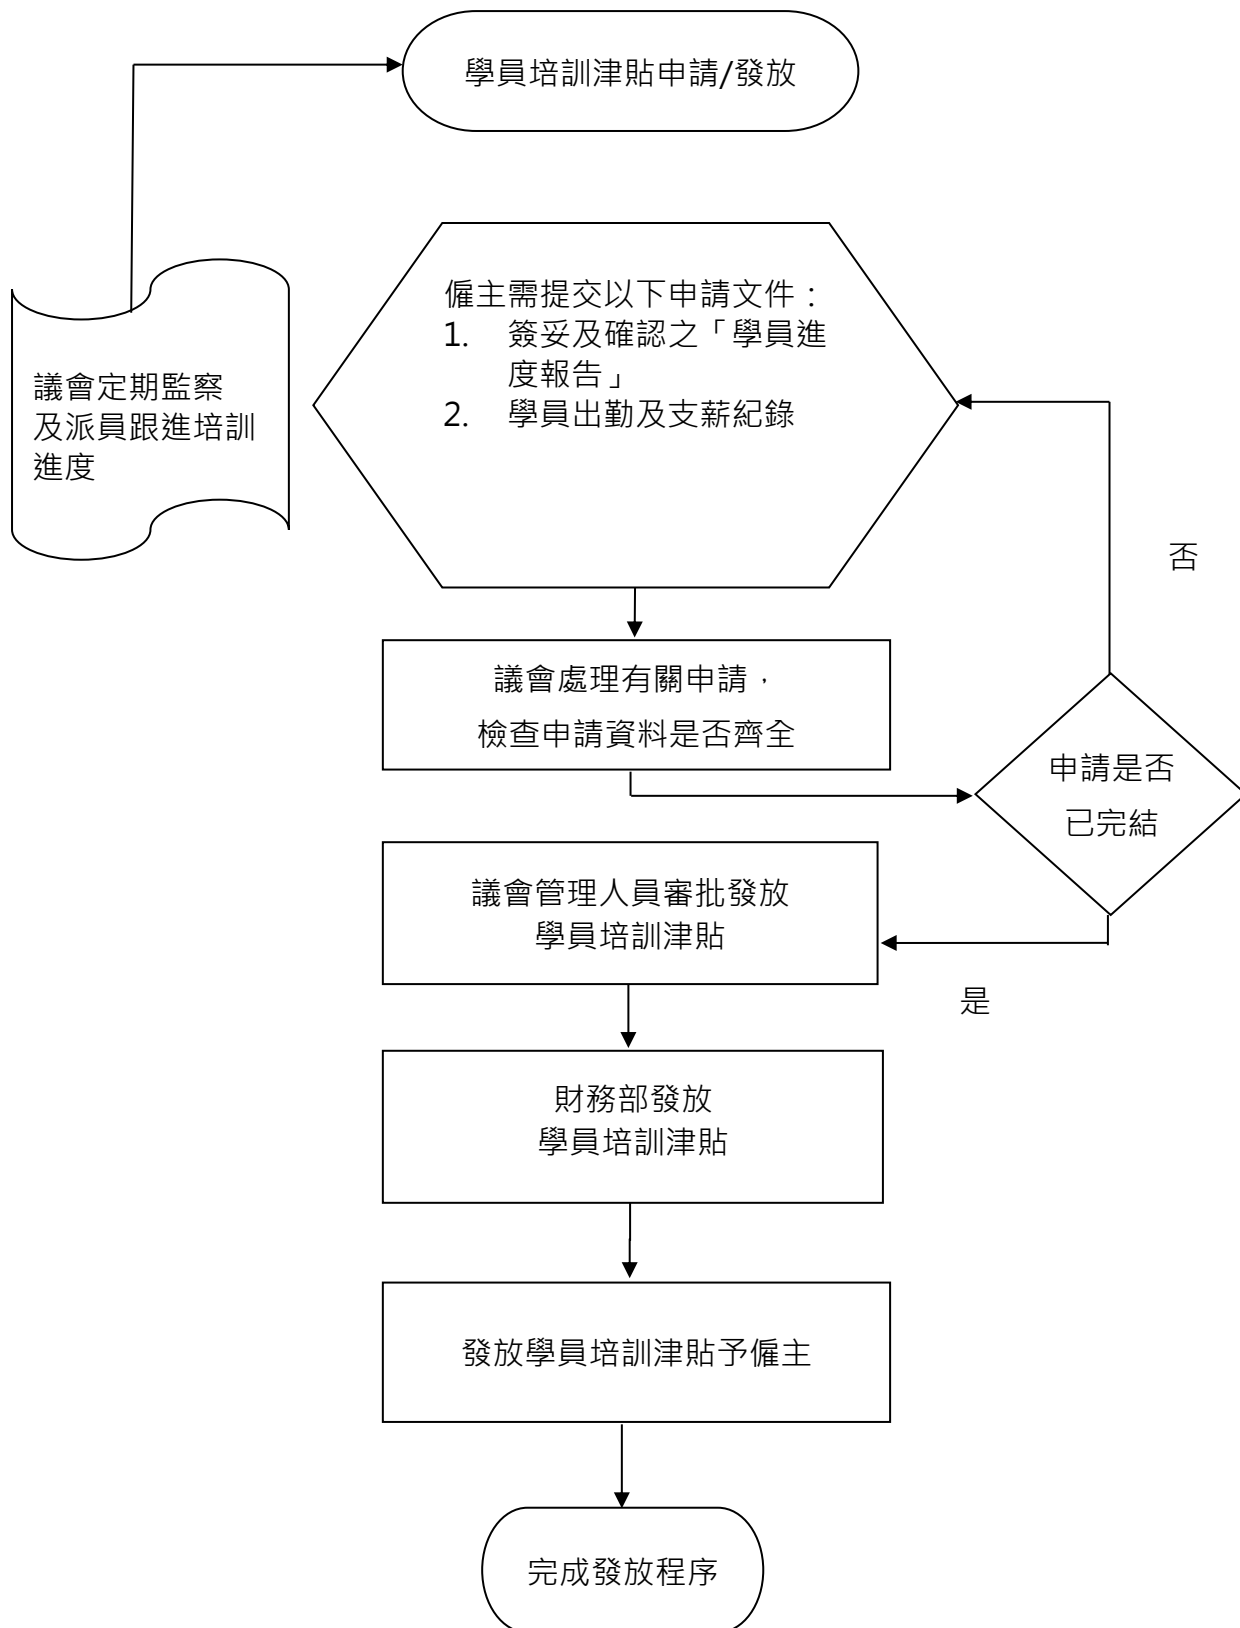 學員培訓津貼申請/發放
議會定期監察
及派員跟進培訓
進度
僱主需提交以下申請文件：
1. 簽妥及確認之「學員進
度報告」
2. 學員出勤及支薪紀錄
否
議會處理有關申請，
檢查申請資料是否齊全
申請是否
已完結
議會管理人員審批發放
學員培訓津貼
是
財務部發放
學員培訓津貼
發放學員培訓津貼予僱主
完成發放程序